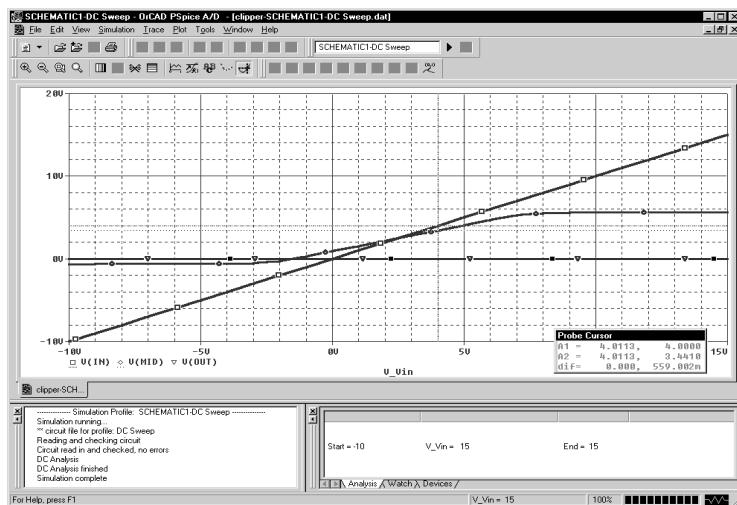 SCHEMATIC1-DC Sweep - OrCAD PSpice A/D - [clipper-SCHEMATIC1-DC Sweep.dat]
File Edit View Simulation Trace Plot Tools Window Help
SCHEMATIC1-DC Sweep
20V
10V
0V
-10V
-10V -5V 0V 5V 15V
V(IN) V(MID) V(OUT)
V_Vin
Probe Cursor
A1 = 4.0113, 4.0000
A2 = 4.0113, 3.4410
dif= 0.000, 559.002m
clipper-SCH...
------------- Simulation Profile: SCHEMATIC1-DC Sweep -------------
Simulation running...
** circuit file for profile: DC Sweep
Reading and checking circuit
Circuit read in and checked, no errors
DC Analysis
DC Analysis finished
Simulation complete
Start = -10 V_Vin = 15 End = 15
Analysis Watch Devices
For Help, press F1 V_Vin = 15 100%